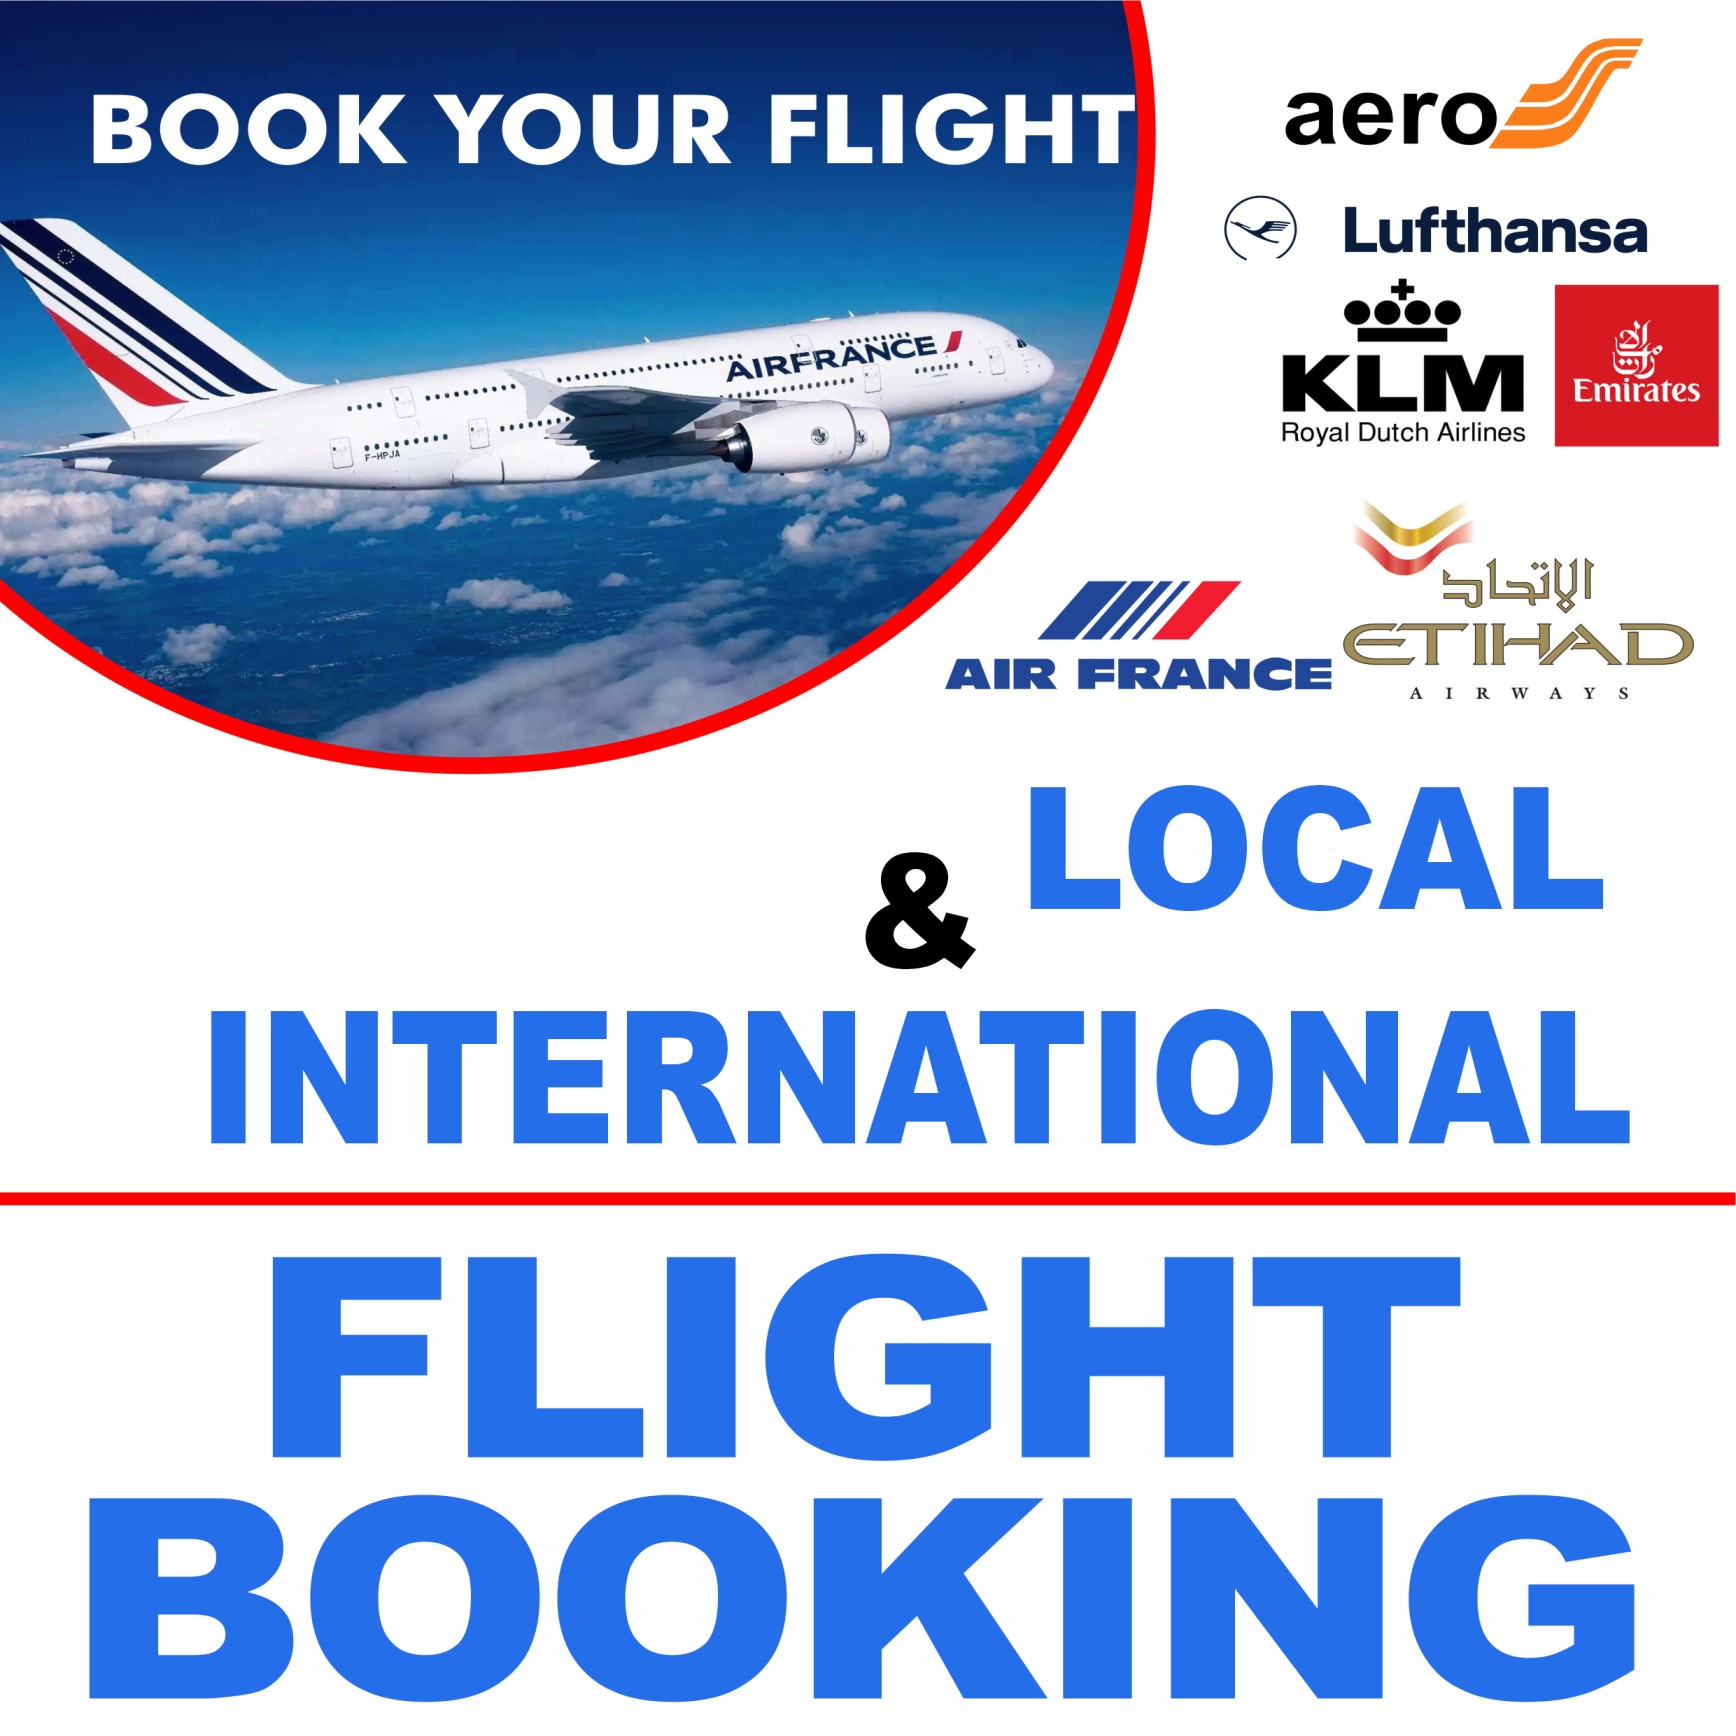 BOOK YOUR FLIGHT
aero
Lufthansa
KLM
Royal Dutch Airlines
Emirates
AIRFRANCE
F-HPJA
الاتحاد
ETIHAD
AIRWAYS
AIR FRANCE
LOCAL
&
INTERNATIONAL
FLIGHT
BOOKING